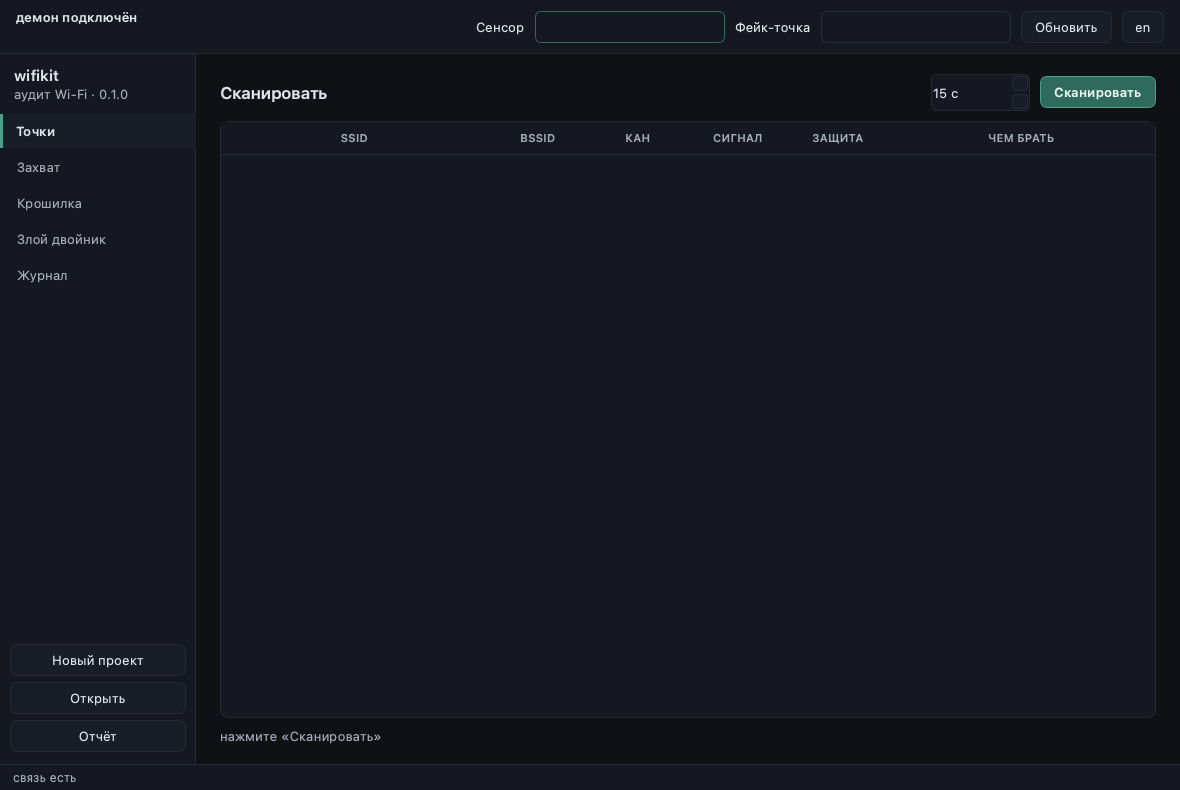 демон подключён
Сенсор
Фейк-точка
Обновить
en
wifikit
аудит Wi-Fi · 0.1.0
Точки
Захват
Крошилка
Злой двойник
Журнал
Новый проект
Открыть
Отчёт
Сканировать
15 с
Сканировать
SSID BSSID КАН СИГНАЛ ЗАЩИТА ЧЕМ БРАТЬ
нажмите «Сканировать»
связь есть